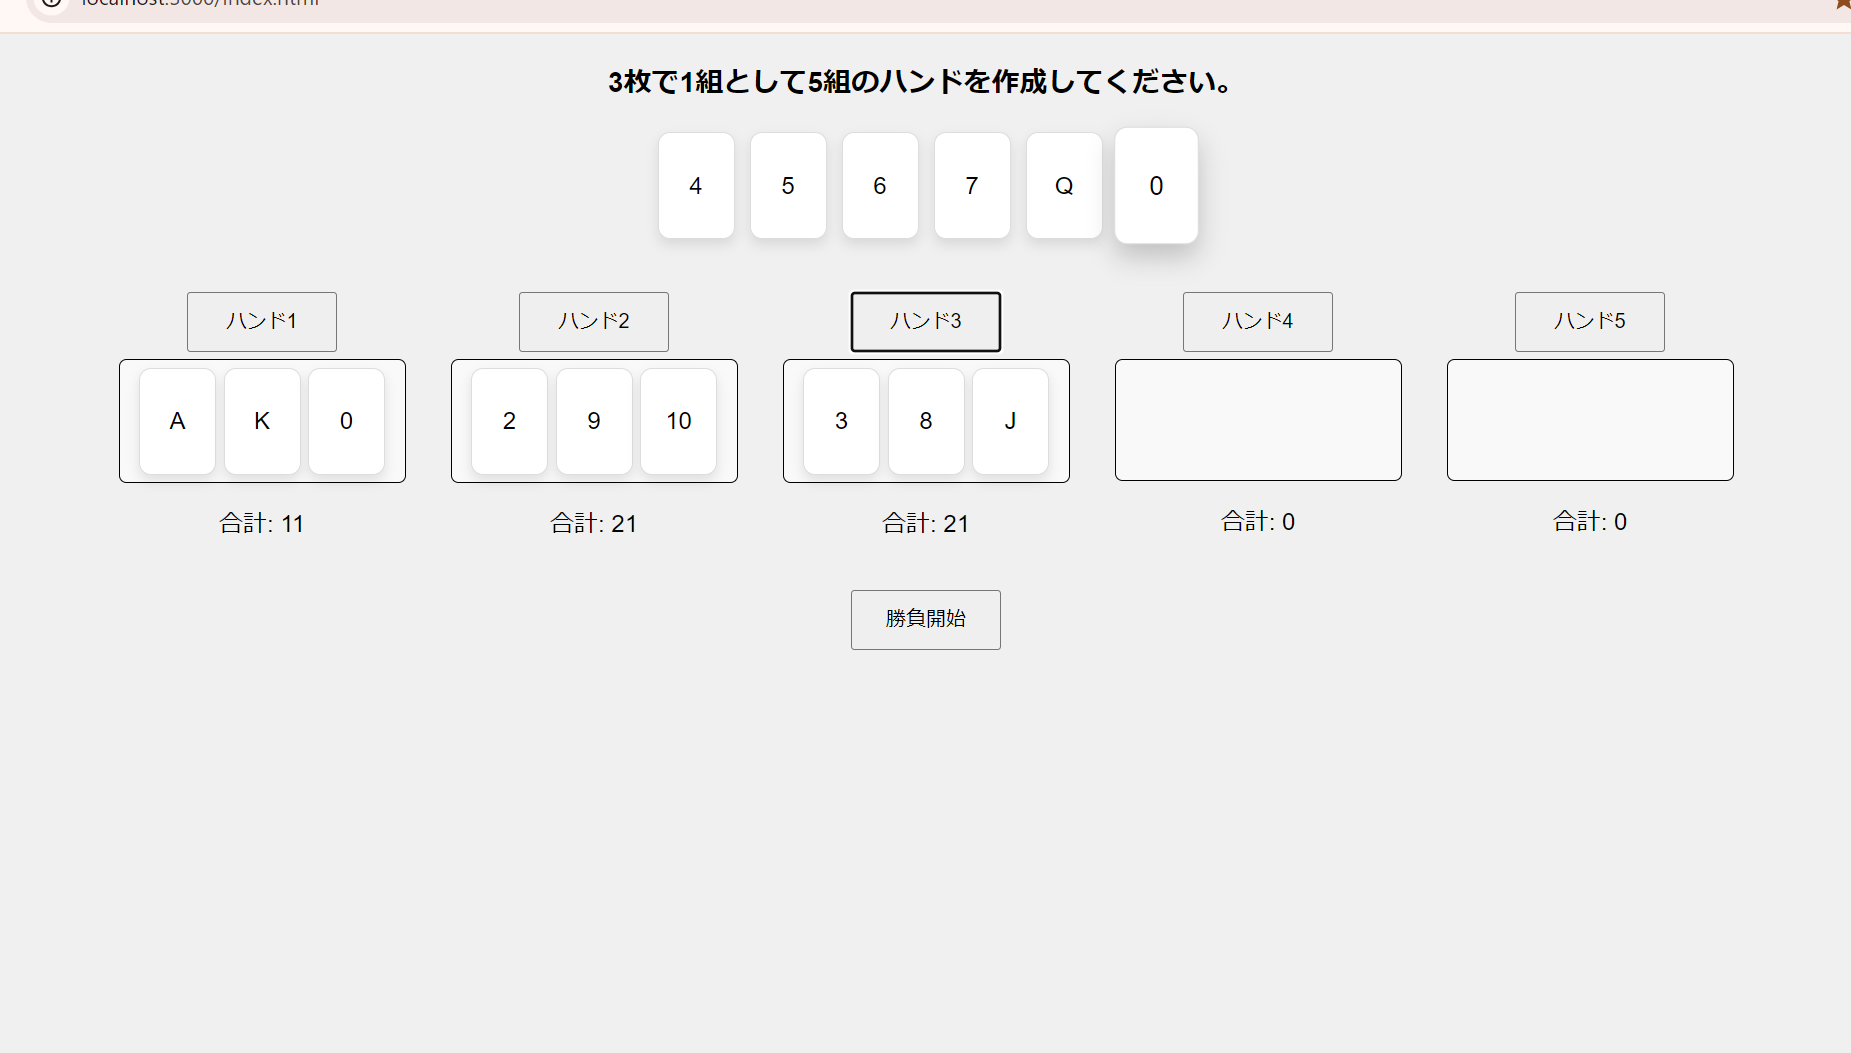 localhost:3000/index.html
3枚で1組として5組のハンドを作成してください。
4 5 6 7 Q 0
ハンド1 ハンド2 ハンド3 ハンド4 ハンド5
A K 0 2 9 10 3 8 J
合計: 11 合計: 21 合計: 21 合計: 0 合計: 0
勝負開始